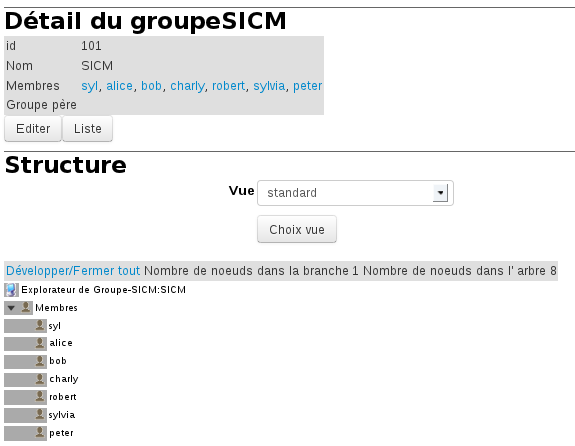 Détail du groupeSICM
id 101
Nom SICM
Membres syl, alice, bob, charly, robert, sylvia, peter
Groupe pére
Editer Liste
Structure
Vue standard
Choix vue
Développer/Fermer tout Nombre de noeuds dans la branche 1 Nombre de noeuds dans l' arbre 8
Explorateur de Groupe-SICM:SICM
Membres
syl
alice
bob
charly
robert
sylvia
peter